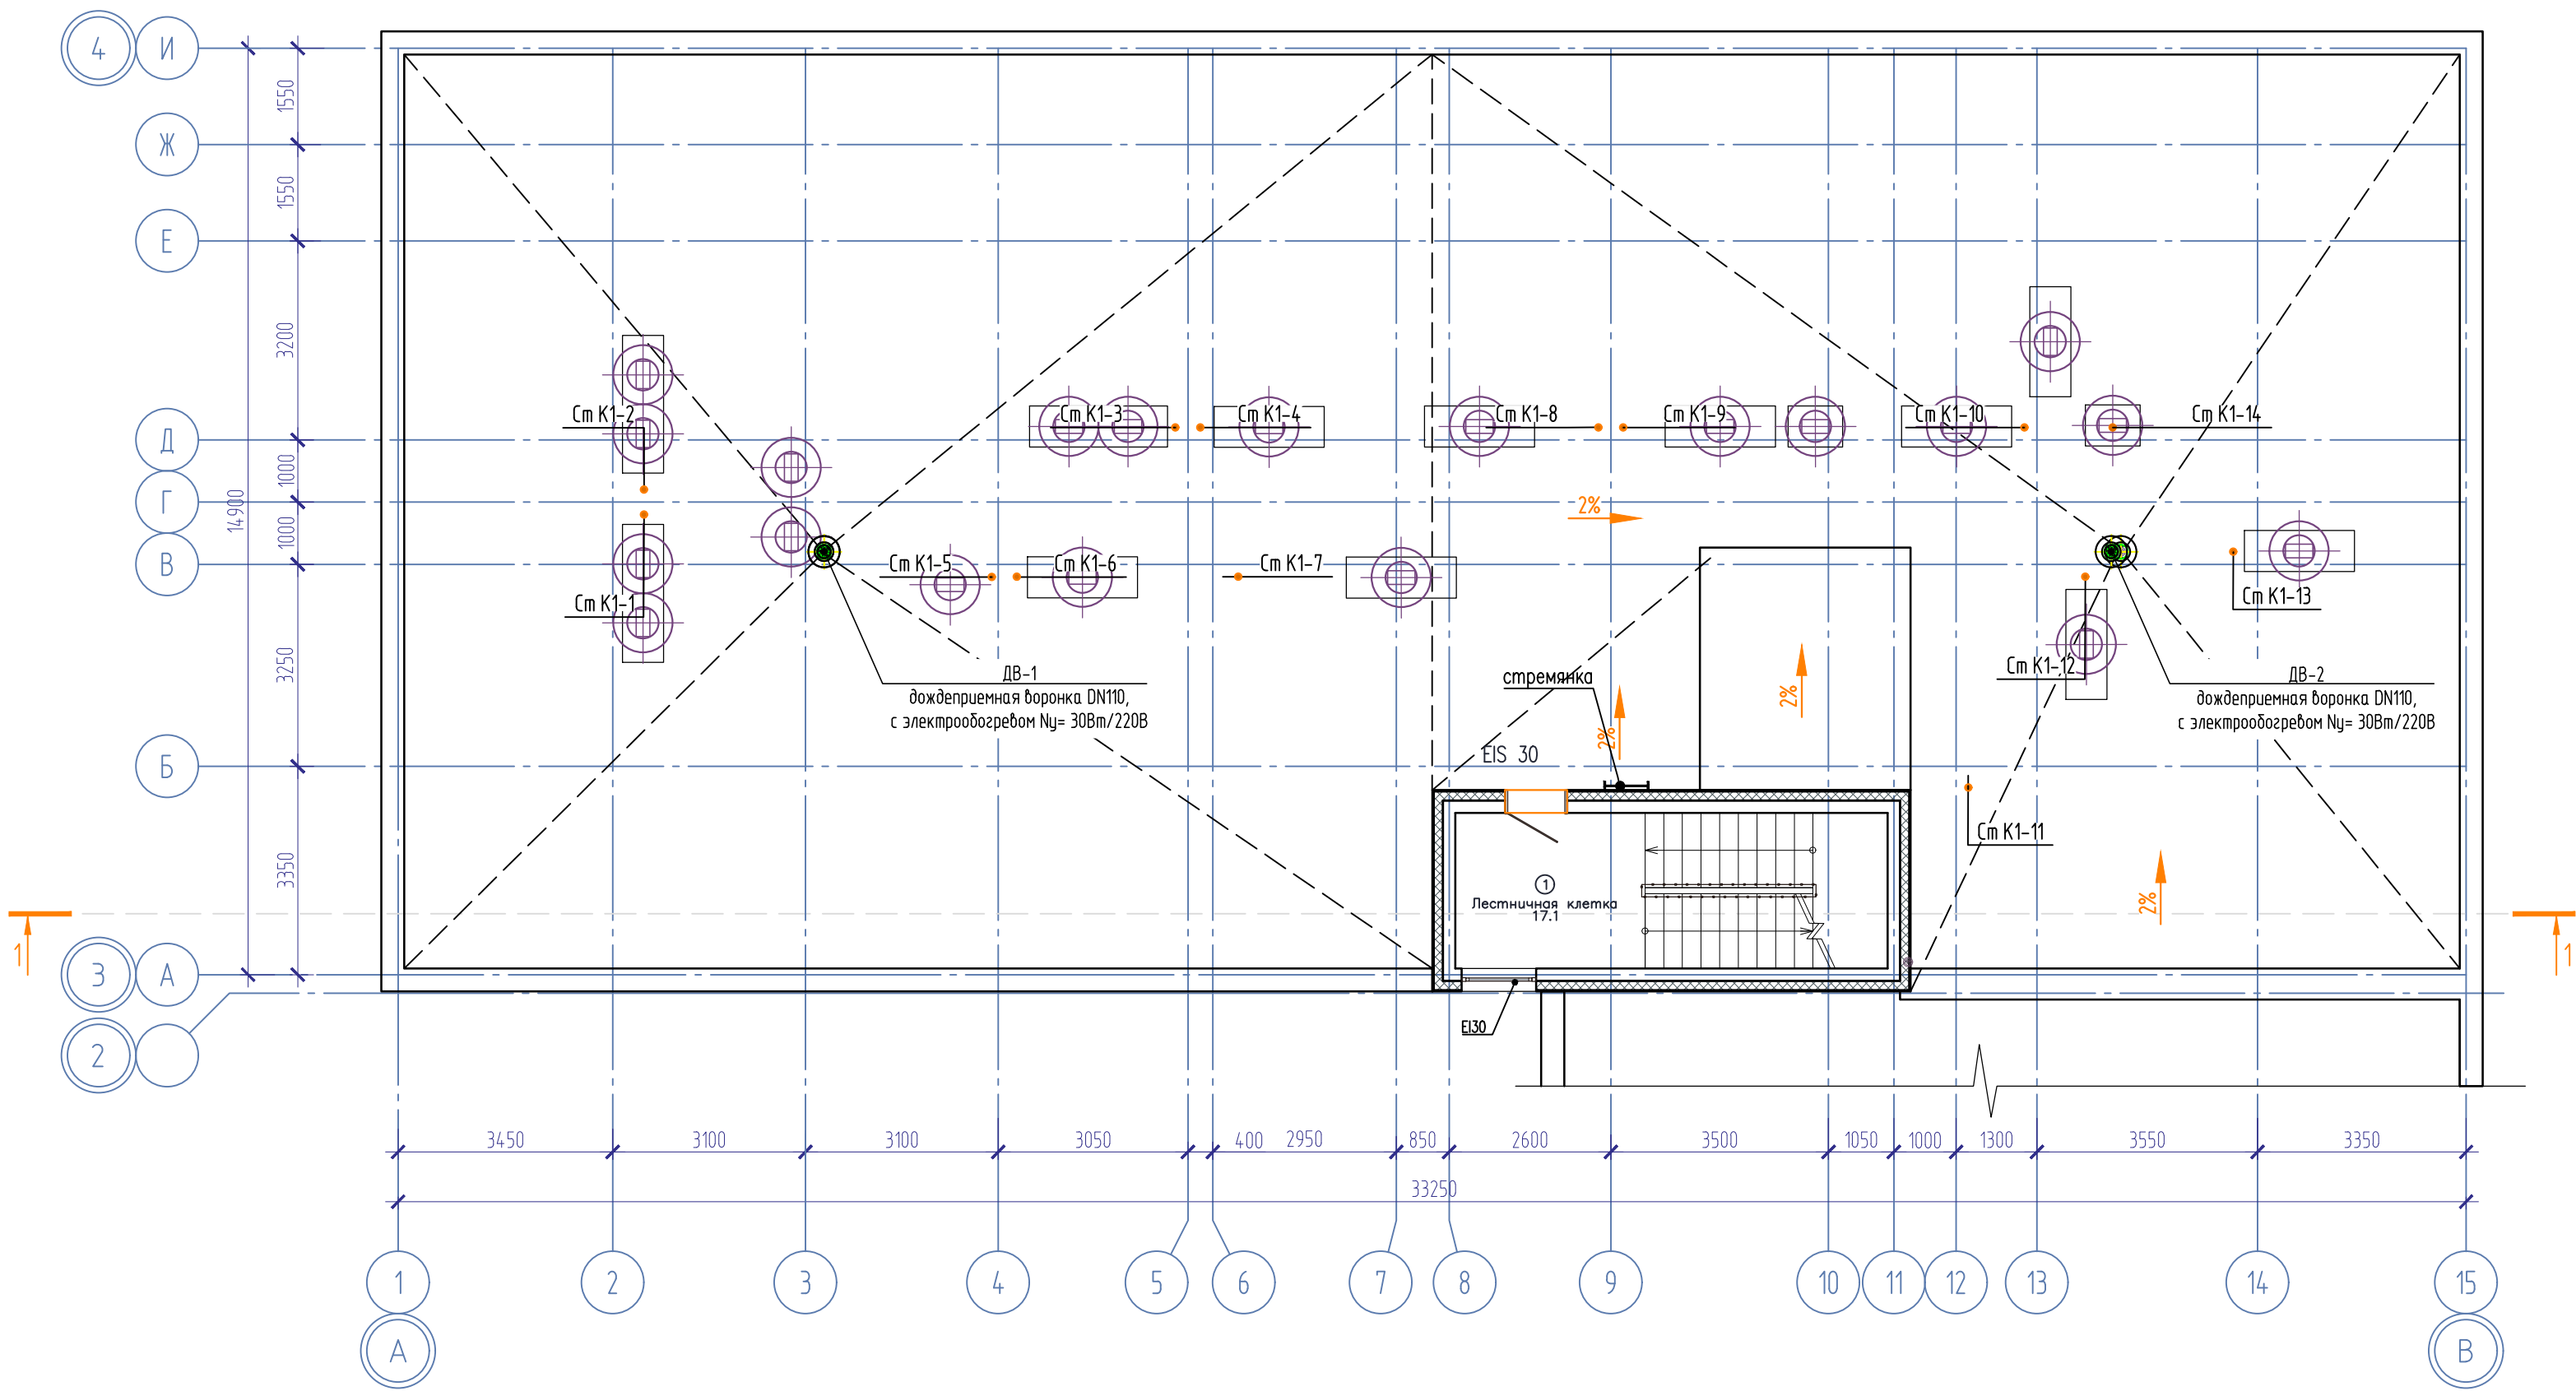 4 И
Ж
Е
Д
Г
В
Б
3 А
2
1550
1550
3200
1000
1000
3250
3350
14900
Ст К1-2
Ст К1-1
Ст К1-3
Ст К1-4
Ст К1-8
Ст К1-9
Ст К1-10
Ст К1-14
Ст К1-5
Ст К1-6
Ст К1-7
Ст К1-13
Ст К1-12
Ст К1-11
2%
2%
2%
2%
ДВ-1
дождеприемная воронка DN110,
с электрообогревом Nу= 30Вт/220В
ДВ-2
дождеприемная воронка DN110,
с электрообогревом Nу= 30Вт/220В
стремянка
EIS 30
1
Лестничная клетка
17.1
EI30
1
1
3450 3100 3100 3050 400 2950 850 2600 3500 1050 1000 1300 3550 3350
33250
1 2 3 4 5 6 7 8 9 10 11 12 13 14 15
А В